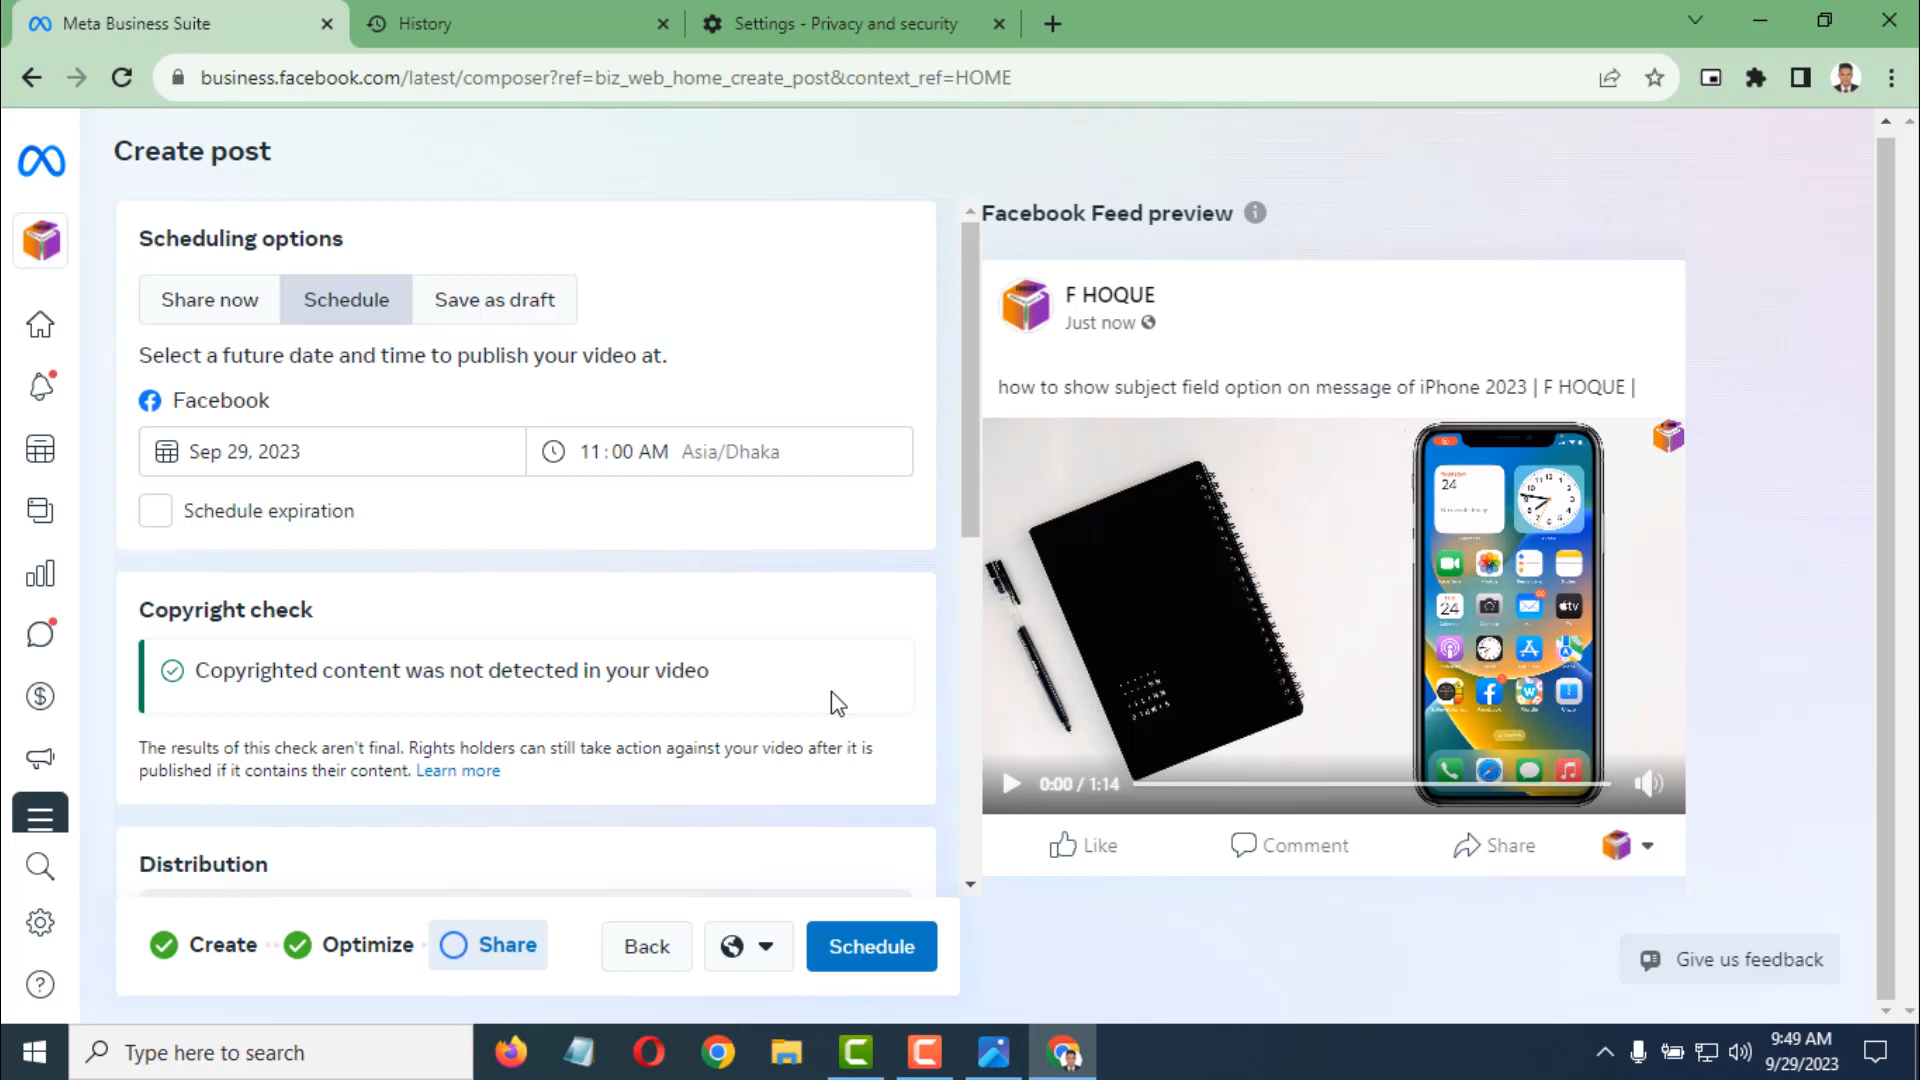 Meta Business Suite
History
Settings - Privacy and security
business.facebook.com/latest/composer?ref=biz_web_home_create_post&context_ref=HOME
Create post
Scheduling options
Share now
Schedule
Save as draft
Select a future date and time to publish your video at.
Facebook
Sep 29, 2023
11:00 AM Asia/Dhaka
Schedule expiration
Copyright check
Copyrighted content was not detected in your video
The results of this check aren't final. Rights holders can still take action against your video after it is
published if it contains their content. Learn more
Distribution
Create
Optimize
Share
Back
Schedule
Facebook Feed preview
F HOQUE
Just now
how to show subject field option on message of iPhone 2023 | F HOQUE |
24
24
tv
0:00 / 1:14
Like
Comment
Share
Give us feedback
Type here to search
9:49 AM
9/29/2023